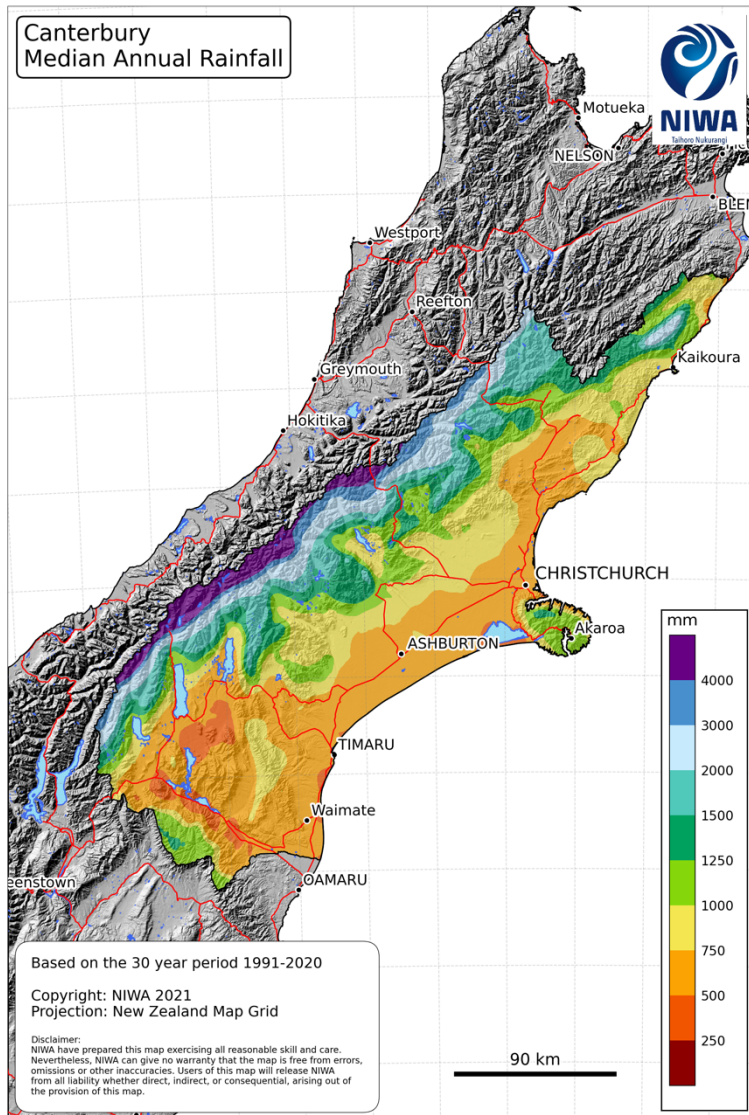 Canterbury
Median Annual Rainfall
NIWA
Taihoro Nukurangi
Motueka
NELSON
BLEN
Westport
Reefton
Kaikoura
Greymouth
Hokitika
CHRISTCHURCH
Akaroa
ASHBURTON
TIMARU
Waimate
eenstown
OAMARU
mm
4000
3000
2000
1500
1250
1000
750
500
250
Based on the 30 year period 1991-2020
Copyright: NIWA 2021
Projection: New Zealand Map Grid
Disclaimer:
NIWA have prepared this map exercising all reasonable skill and care.
Nevertheless, NIWA can give no warranty that the map is free from errors,
omissions or other inaccuracies. Users of this map will release NIWA
from all liability whether direct, indirect, or consequential, arising out of
the provision of this map.
90 km